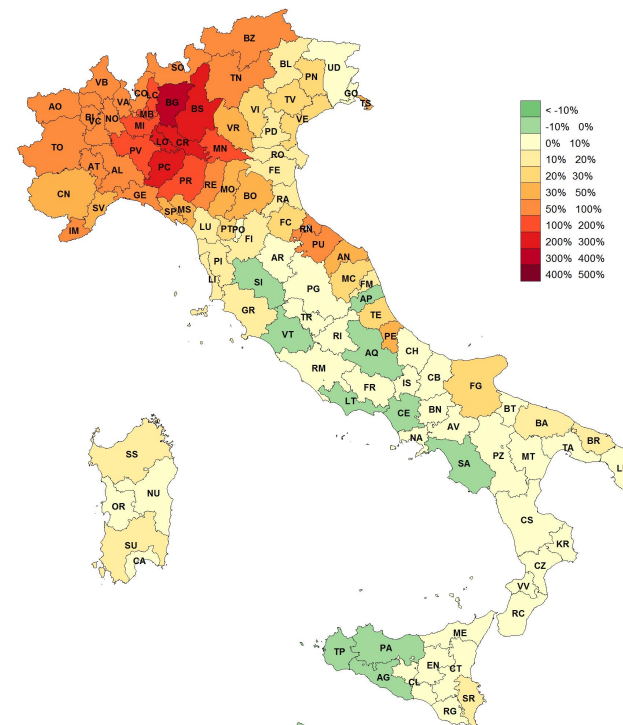 BZ
SO
BL
UD
VB
TN
PN
CO
LC
AO
VA
BG
BS
TV
GO
TS
BI
VC
NO
MB
VI
VE
MI
VR
PD
TO
LO
CR
MN
PV
RO
AT
AL
PC
FE
PR
RE
MO
CN
GE
BO
RA
SV
SP
MS
IM
LU
PT
PO
FC
RN
FI
PU
AR
AN
PI
LI
MC
FM
SI
PG
AP
GR
TR
TE
VT
RI
PE
AQ
CH
RM
CB
FR
IS
FG
LT
CE
BN
BT
BA
AV
NA
BR
TA
PZ
MT
SA
SS
NU
OR
CS
SU
KR
CA
CZ
VV
RC
ME
PA
TP
EN
CT
AG
CL
SR
RG
< -10%
-10% 0%
0% 10%
10% 20%
20% 30%
30% 50%
50% 100%
100% 200%
200% 300%
300% 400%
400% 500%